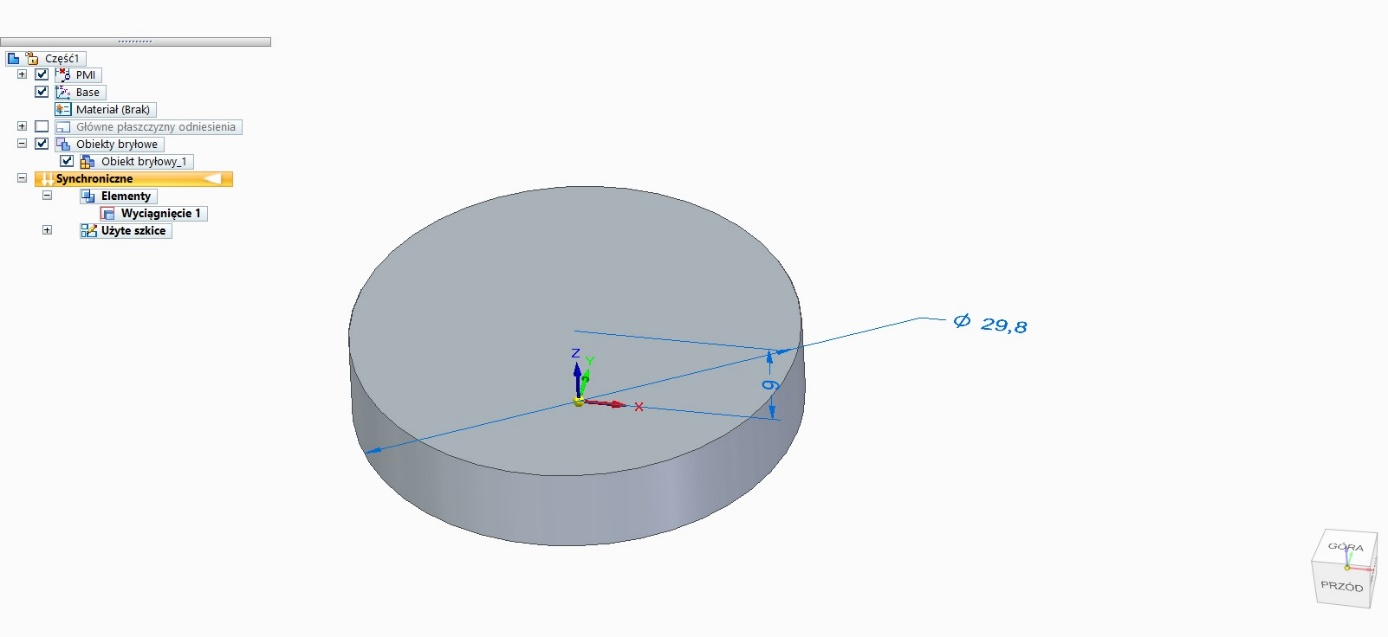 Część1
PMI
Base
Materiał (Brak)
Główne płaszczyzny odniesienia
Obiekty bryłowe
Obiekt bryłowy_1
Synchroniczne
Elementy
Wyciągnięcie 1
Użyte szkice
Z
Y
X
Ø 29,8
6
GÓRA
PRZÓD